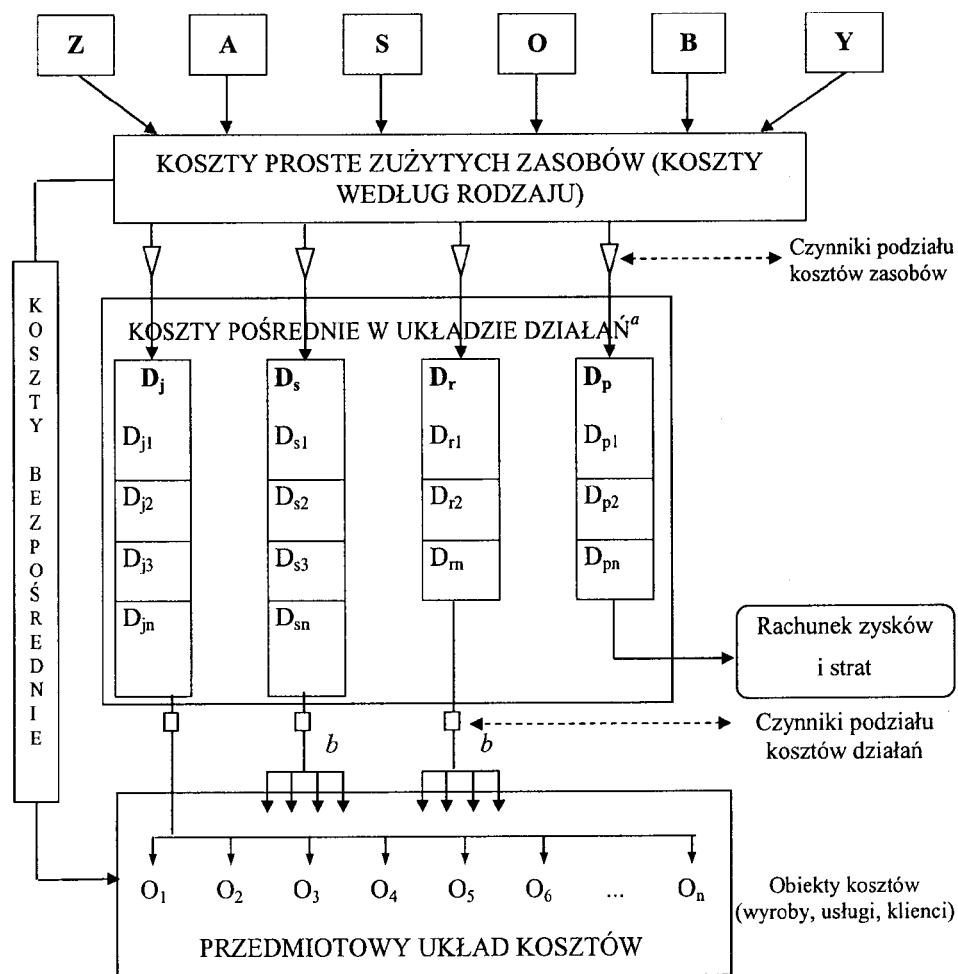 Z A S O B Y
KOSZTY PROSTE ZUŻYTYCH ZASOBÓW (KOSZTY
WEDŁUG RODZAJU)
Czynniki podziału
kosztów zasobów
KOSZTY BEZPOŚREDNIE
KOSZTY POŚREDNIE W UKŁADZIE DZIAŁAŃa
Dj Ds Dr Dp
Dj1 Ds1 Dr1 Dp1
Dj2 Ds2 Dr2 Dp2
Dj3 Ds3 Drn Dpn
Djn Dsn
Rachunek zysków
i strat
b b
Czynniki podziału
kosztów działań
O1 O2 O3 O4 O5 O6 ... On
Obiekty kosztów
(wyroby, usługi, klienci)
PRZEDMIOTOWY UKŁAD KOSZTÓW